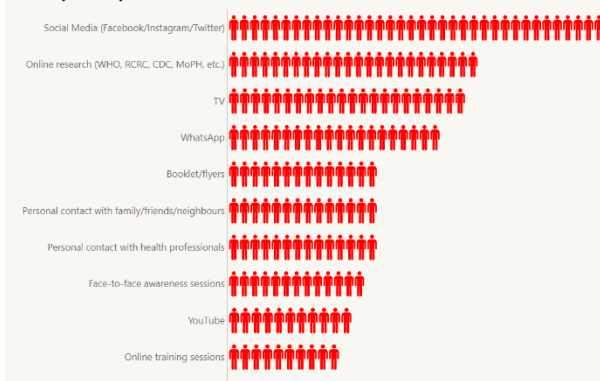 Social Media (Facebook/Instagram/Twitter)
Online research (WHO, RCRC, CDC, MoPH, etc.)
TV
WhatsApp
Booklet/flyers
Personal contact with family/friends/neighbours
Personal contact with health professionals
Face-to-face awareness sessions
YouTube
Online training sessions